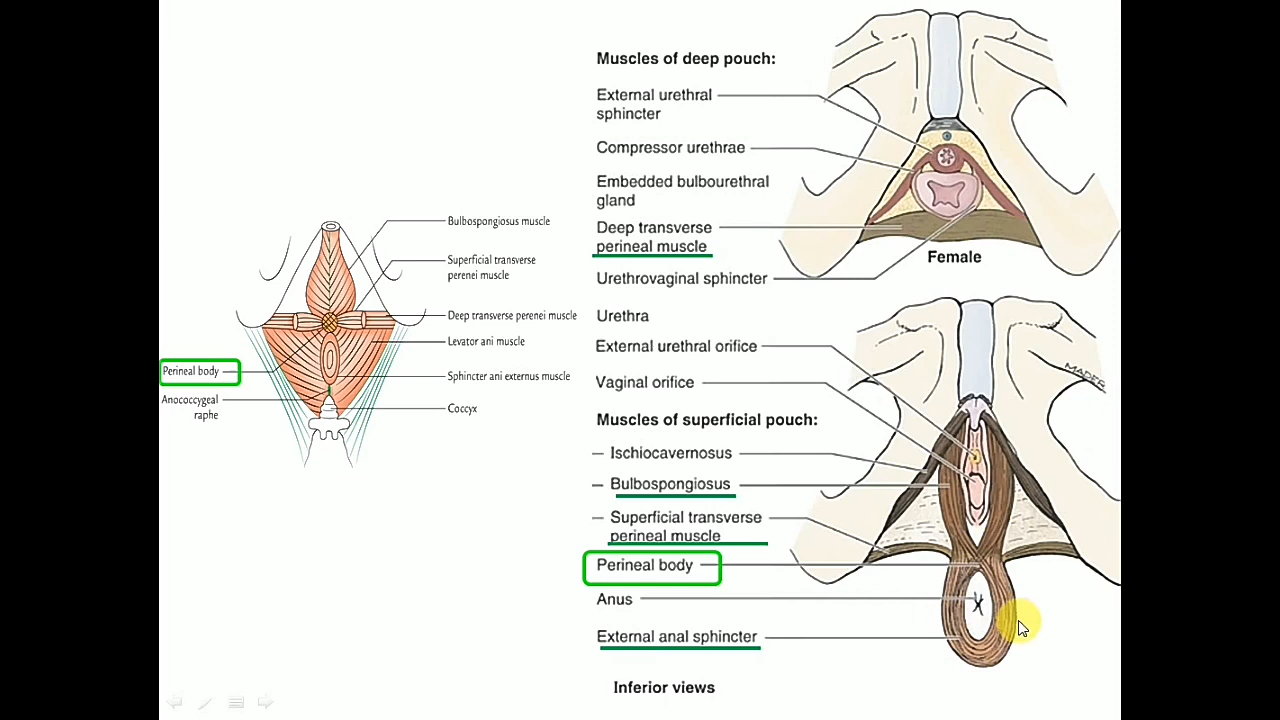 Bulbospongiosus muscle
Superficial transverse
perenei muscle
Deep transverse perenei muscle
Levator ani muscle
Sphincter ani externus muscle
Coccyx
Perineal body
Anococcygeal
raphe
Muscles of deep pouch:
External urethral
sphincter
Compressor urethrae
Embedded bulbourethral
gland
Deep transverse
perineal muscle
Urethrovaginal sphincter
Female
Urethra
External urethral orifice
Vaginal orifice
Muscles of superficial pouch:
Ischiocavernosus
Bulbospongiosus
Superficial transverse
perineal muscle
Perineal body
Anus
External anal sphincter
Inferior views
MADER